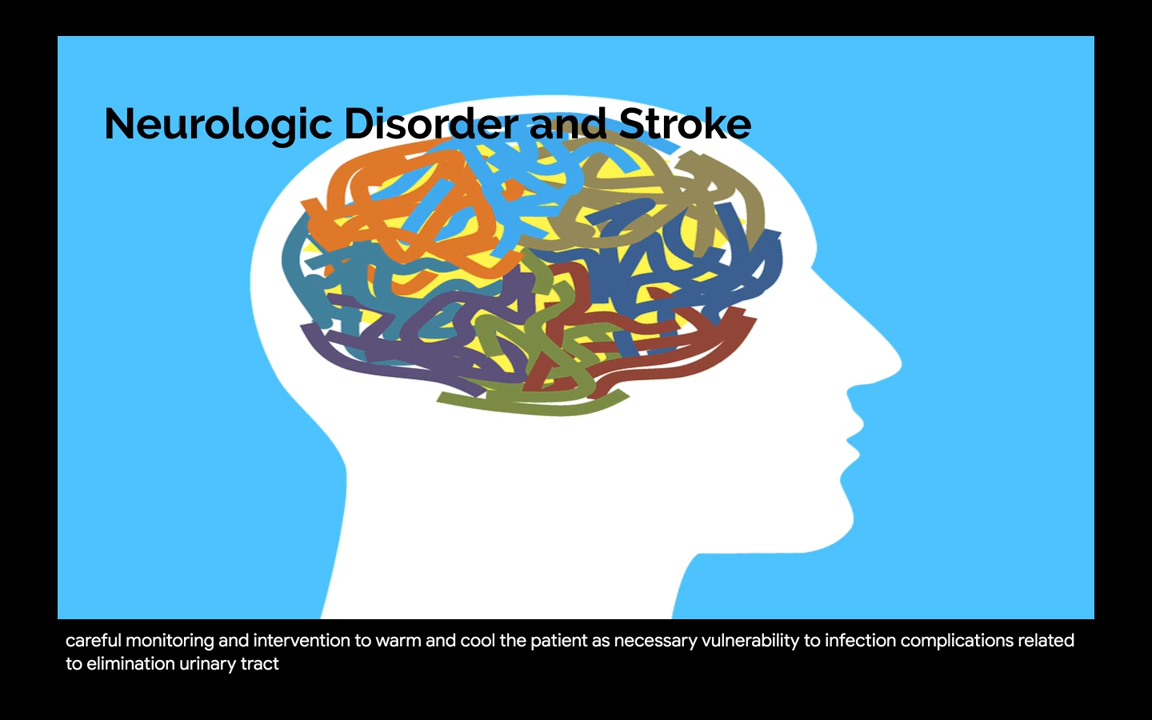 Neurologic Disorder and Stroke
careful monitoring and intervention to warm and cool the patient as necessary vulnerability to infection complications related
to elimination urinary tract